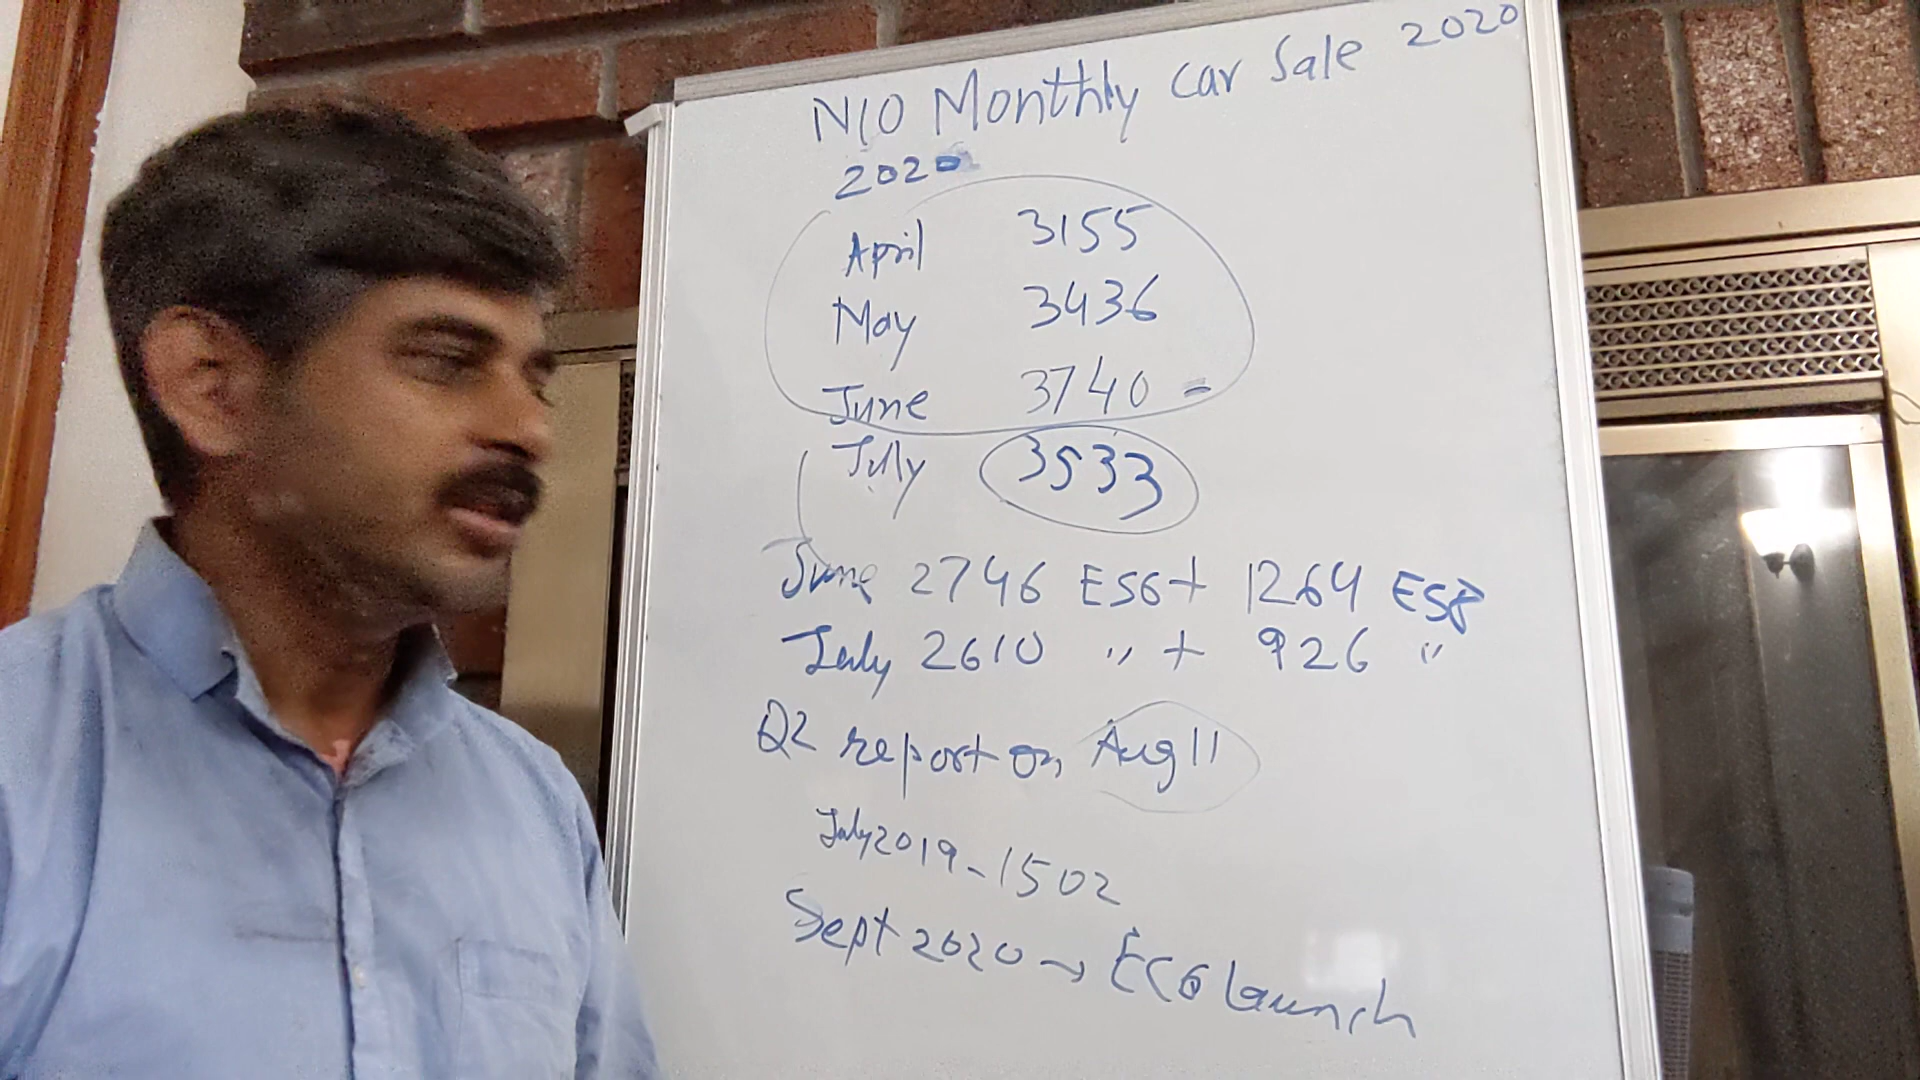 NIO Monthly Car Sale 2020
2020
April 3155
May 3436
June 3740 -
July 3533
June 2746 ES6 + 1264 ES8
July 2610 " + 926 "
Q2 report on Aug 11
July 2019 - 1502
Sept 2020 → EC6 Launch